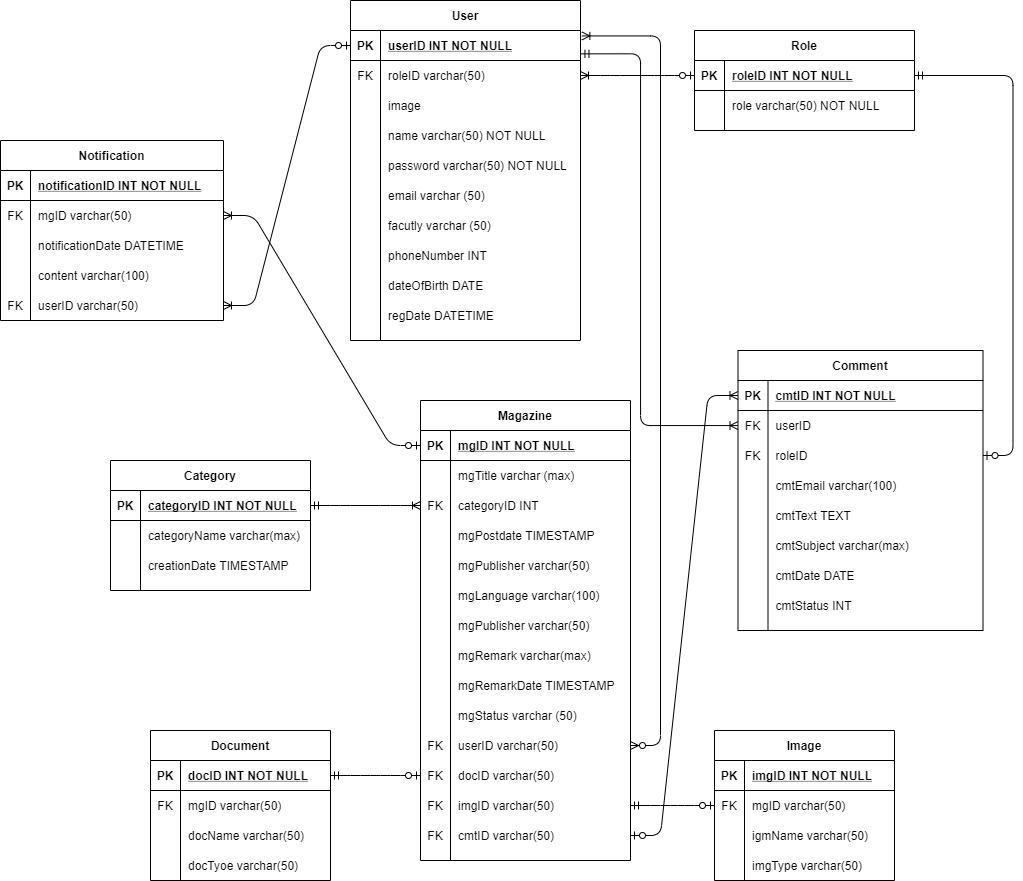 User
PK userID INT NOT NULL
FK roleID varchar(50)
image
name varchar(50) NOT NULL
password varchar(50) NOT NULL
email varchar (50)
facutly varchar (50)
phoneNumber INT
dateOfBirth DATE
regDate DATETIME
Role
PK roleID INT NOT NULL
role varchar(50) NOT NULL
Notification
PK notificationID INT NOT NULL
FK mgID varchar(50)
notificationDate DATETIME
content varchar(100)
FK userID varchar(50)
Comment
PK cmtID INT NOT NULL
FK userID
FK roleID
cmtEmail varchar(100)
cmtText TEXT
cmtSubject varchar(max)
cmtDate DATE
cmtStatus INT
Magazine
PK mgID INT NOT NULL
mgTitle varchar (max)
FK categoryID INT
mgPostdate TIMESTAMP
mgPublisher varchar(50)
mgLanguage varchar(100)
mgPublisher varchar(50)
mgRemark varchar(max)
mgRemarkDate TIMESTAMP
mgStatus varchar (50)
FK userID varchar(50)
FK docID varchar(50)
FK imgID varchar(50)
FK cmtID varchar(50)
Category
PK categoryID INT NOT NULL
categoryName varchar(max)
creationDate TIMESTAMP
Document
PK docID INT NOT NULL
FK mgID varchar(50)
docName varchar(50)
docTyoe varchar(50)
Image
PK imgID INT NOT NULL
FK mgID varchar(50)
igmName varchar(50)
imgType varchar(50)